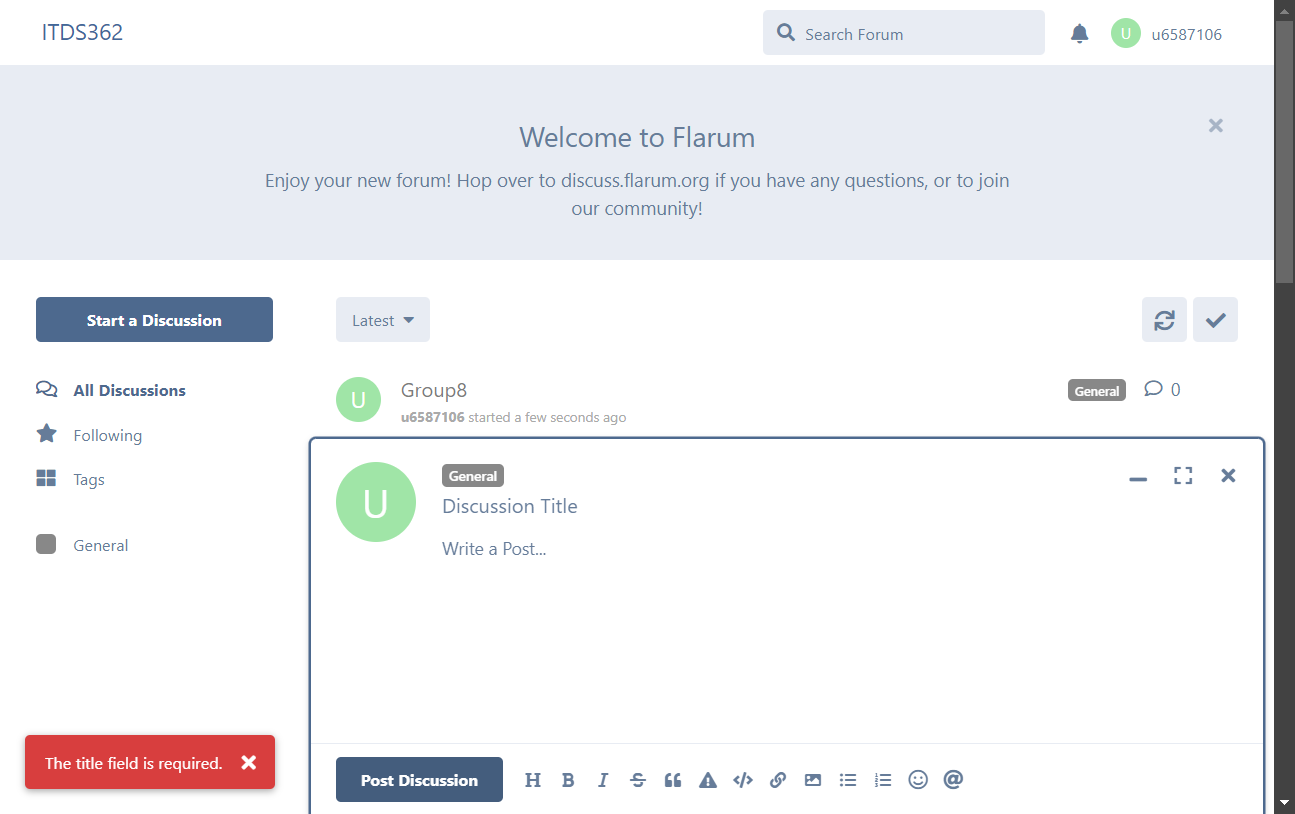 ITDS362
Search Forum
U
u6587106
Welcome to Flarum
Enjoy your new forum! Hop over to discuss.flarum.org if you have any questions, or to join
our community!
Start a Discussion
Latest
All Discussions
Following
Tags
General
U
Group8
General
0
u6587106 started a few seconds ago
U
General
Discussion Title
Write a Post...
The title field is required.
Post Discussion